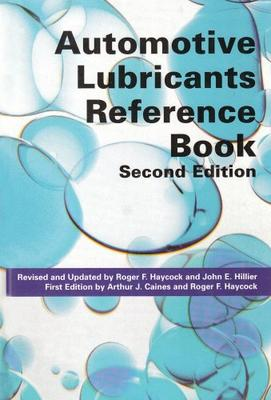 Automotive
Lubricants
Reference
Book
Second Edition
Revised and Updated by Roger F. Haycock and John E. Hillier
First Edition by Arthur J. Caines and Roger F. Haycock